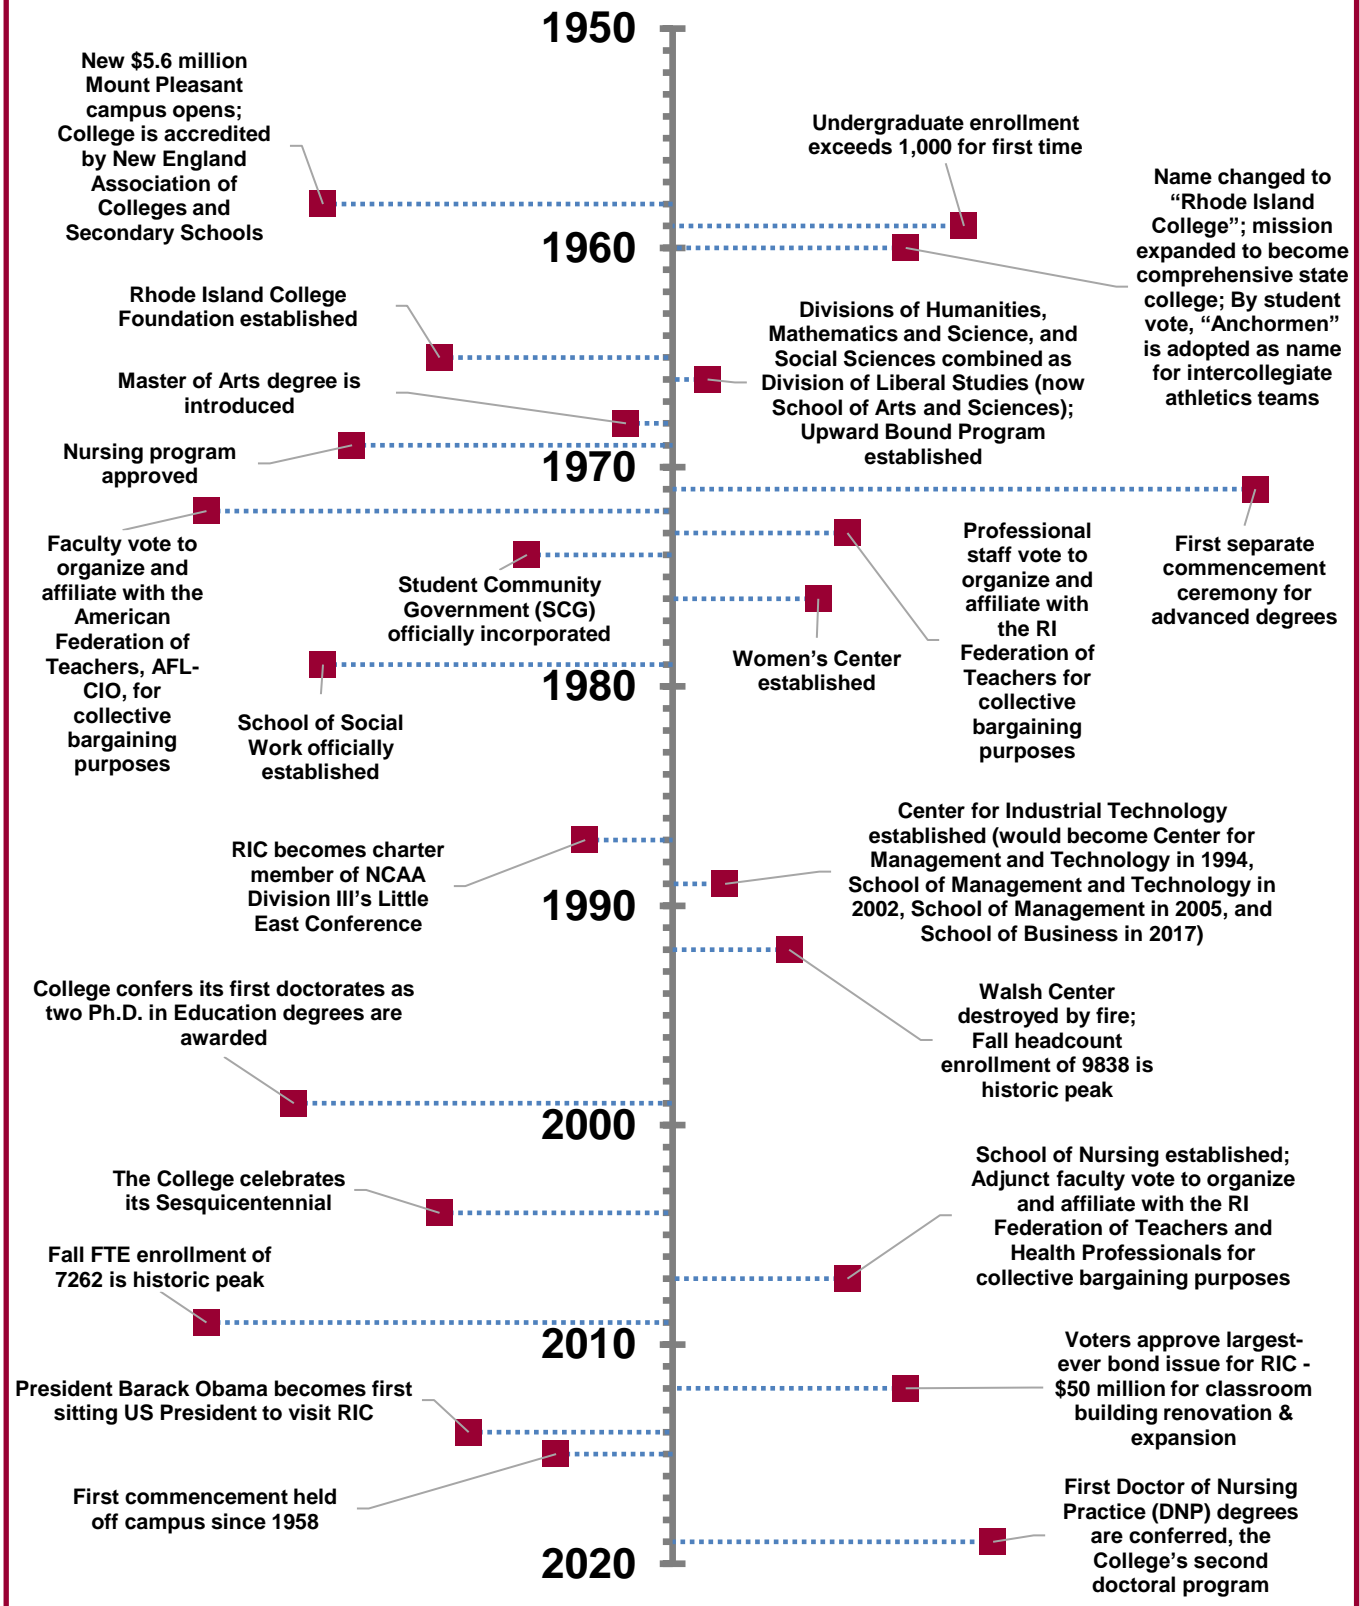 1950
New $5.6 million
Mount Pleasant
campus opens;
College is accredited
by New England
Association of
Colleges and
Secondary Schools
Undergraduate enrollment
exceeds 1,000 for first time
Name changed to
“Rhode Island
College”; mission
expanded to become
comprehensive state
college; By student
vote, “Anchormen”
is adopted as name
for intercollegiate
athletics teams
1960
Rhode Island College
Foundation established
Divisions of Humanities,
Mathematics and Science, and
Social Sciences combined as
Division of Liberal Studies (now
School of Arts and Sciences);
Upward Bound Program
established
Master of Arts degree is
introduced
Nursing program
approved
1970
Faculty vote to
organize and
affiliate with the
American
Federation of
Teachers, AFL-
CIO, for
collective
bargaining
purposes
Student Community
Government (SCG)
officially incorporated
Professional
staff vote to
organize and
affiliate with
the RI
Federation of
Teachers for
collective
bargaining
purposes
First separate
commencement
ceremony for
advanced degrees
Women’s Center
established
1980
School of Social
Work officially
established
RIC becomes charter
member of NCAA
Division III’s Little
East Conference
Center for Industrial Technology
established (would become Center for
Management and Technology in 1994,
School of Management and Technology in
2002, School of Management in 2005, and
School of Business in 2017)
1990
College confers its first doctorates as
two Ph.D. in Education degrees are
awarded
Walsh Center
destroyed by fire;
Fall headcount
enrollment of 9838 is
historic peak
2000
The College celebrates
its Sesquicentennial
School of Nursing established;
Adjunct faculty vote to organize
and affiliate with the RI
Federation of Teachers and
Health Professionals for
collective bargaining purposes
Fall FTE enrollment of
7262 is historic peak
2010
Voters approve largest-
ever bond issue for RIC -
$50 million for classroom
building renovation &
expansion
President Barack Obama becomes first
sitting US President to visit RIC
First commencement held
off campus since 1958
First Doctor of Nursing
Practice (DNP) degrees
are conferred, the
College’s second
doctoral program
2020